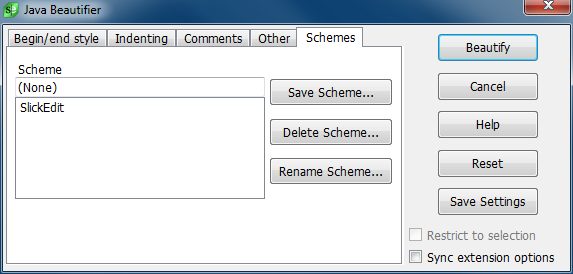 Java Beautifier
Begin/end style Indenting Comments Other Schemes
Scheme
(None)
SlickEdit
Save Scheme...
Delete Scheme...
Rename Scheme...
Beautify
Cancel
Help
Reset
Save Settings
Restrict to selection
Sync extension options